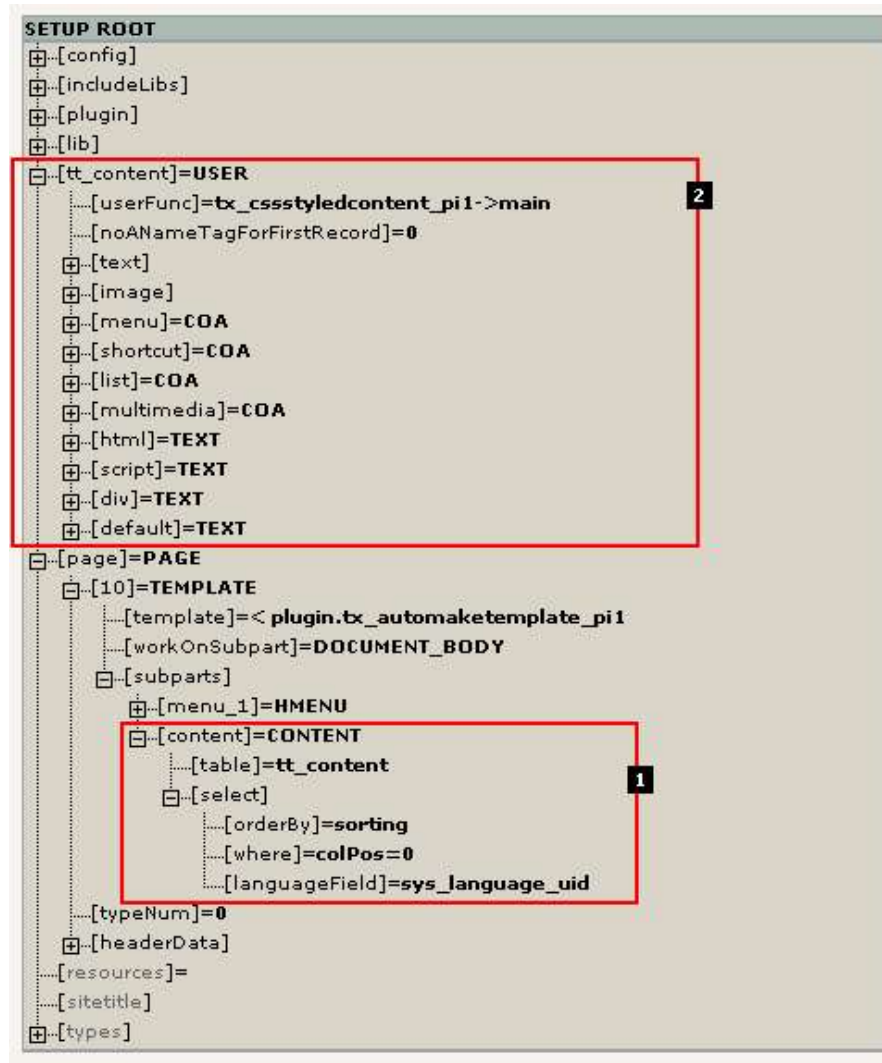 SETUP ROOT
[config]
[includeLibs]
[plugin]
[lib]
[tt_content]=USER
2
[userFunc]=tx_cssstyledcontent_pi1->main
[noANameTagForFirstRecord]=0
[text]
[image]
[menu]=COA
[shortcut]=COA
[list]=COA
[multimedia]=COA
[html]=TEXT
[script]=TEXT
[div]=TEXT
[default]=TEXT
[page]=PAGE
[10]=TEMPLATE
[template]=< plugin.tx_automaketemplate_pi1
[workOnSubpart]=DOCUMENT_BODY
[subparts]
[menu_1]=HMENU
[content]=CONTENT
[table]=tt_content
1
[select]
[orderBy]=sorting
[where]=colPos=0
[languageField]=sys_language_uid
[typeNum]=0
[headerData]
[resources]=
[sitetitle]
[types]